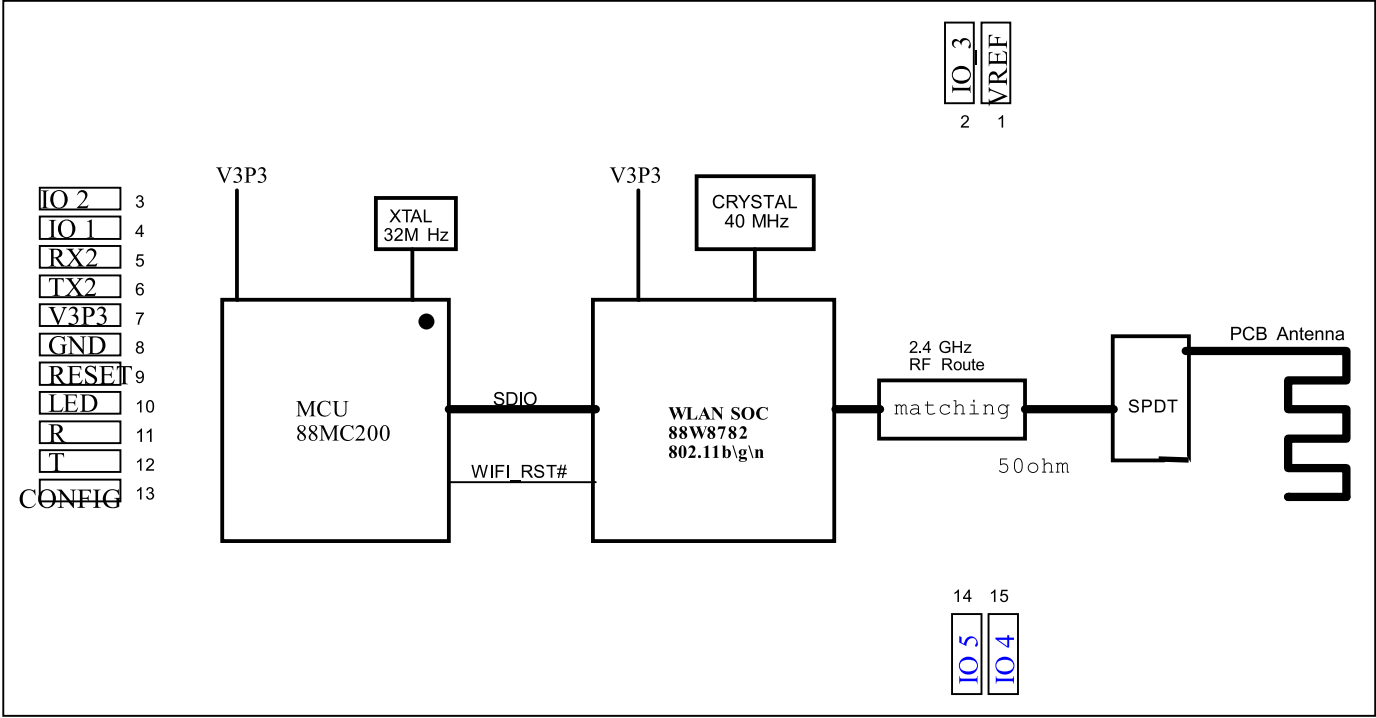 IO_3
VREF
2
1
V3P3
V3P3
IO 2
3
IO 1
4
RX2
5
TX2
6
V3P3
7
GND
8
RESET
9
LED
10
R
11
T
12
CONFIG
13
XTAL
32M Hz
CRYSTAL
40 MHz
MCU
88MC200
SDIO
WIFI_RST#
WLAN SOC
88W8782
802.11b\g\n
2.4 GHz
RF Route
matching
50ohm
SPDT
PCB Antenna
14
15
IO 5
IO 4